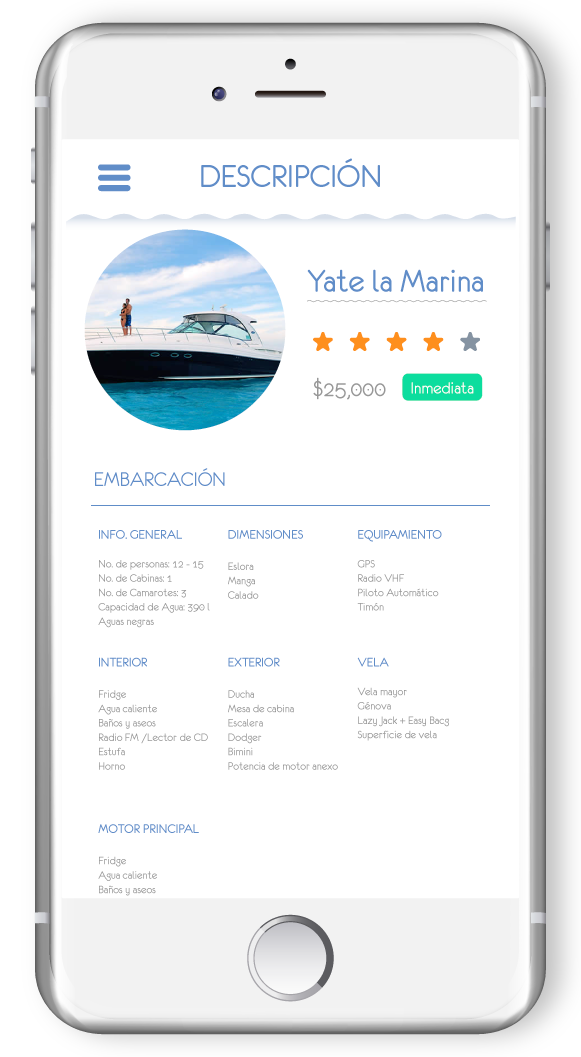 DESCRIPCIÓN
Yate la Marina
$25,000
Inmediata
EMBARCACIÓN
INFO. GENERAL
No. de personas: 12 - 15
No. de Cabinas: 1
No. de Camarotes: 3
Capacidad de Agua: 390 l
Aguas negras
DIMENSIONES
Eslora
Manga
Calado
EQUIPAMIENTO
GPS
Radio VHF
Piloto Automático
Timón
INTERIOR
Fridge
Agua caliente
Baños y aseos
Radio FM /Lector de CD
Estufa
Horno
EXTERIOR
Ducha
Mesa de cabina
Escalera
Dodger
Bimini
Potencia de motor anexo
VELA
Vela mayor
Génova
Lazy Jack + Easy Bacg
Superficie de vela
MOTOR PRINCIPAL
Fridge
Agua caliente
Baños y aseos